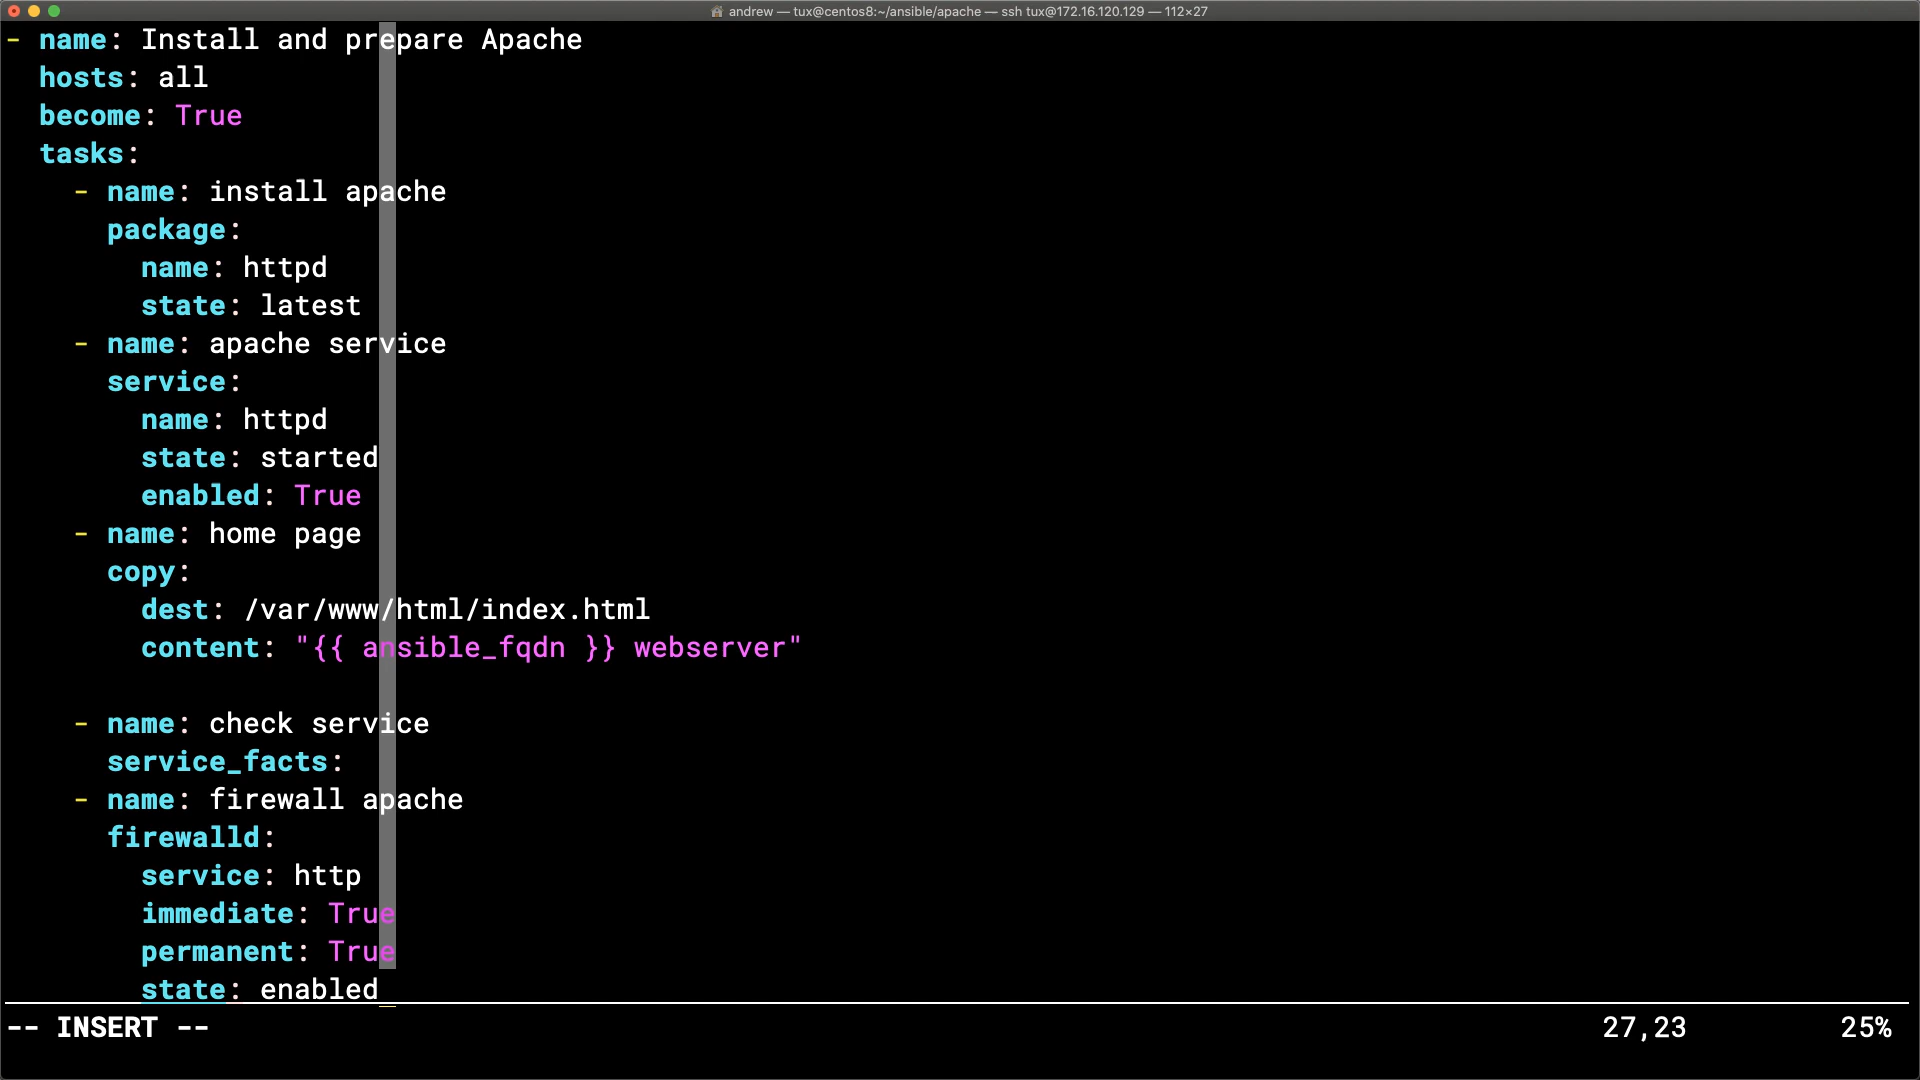 andrew — tux@centos8:~/ansible/apache — ssh tux@172.16.120.129 — 112×27
- name: Install and prepare Apache
  hosts: all
  become: True
  tasks:
    - name: install apache
      package:
        name: httpd
        state: latest
    - name: apache service
      service:
        name: httpd
        state: started
        enabled: True
    - name: home page
      copy:
        dest: /var/www/html/index.html
        content: "{{ ansible_fqdn }} webserver"
    - name: check service
      service_facts:
    - name: firewall apache
      firewalld:
        service: http
        immediate: True
        permanent: True
        state: enabled
-- INSERT -- 27,23 25%